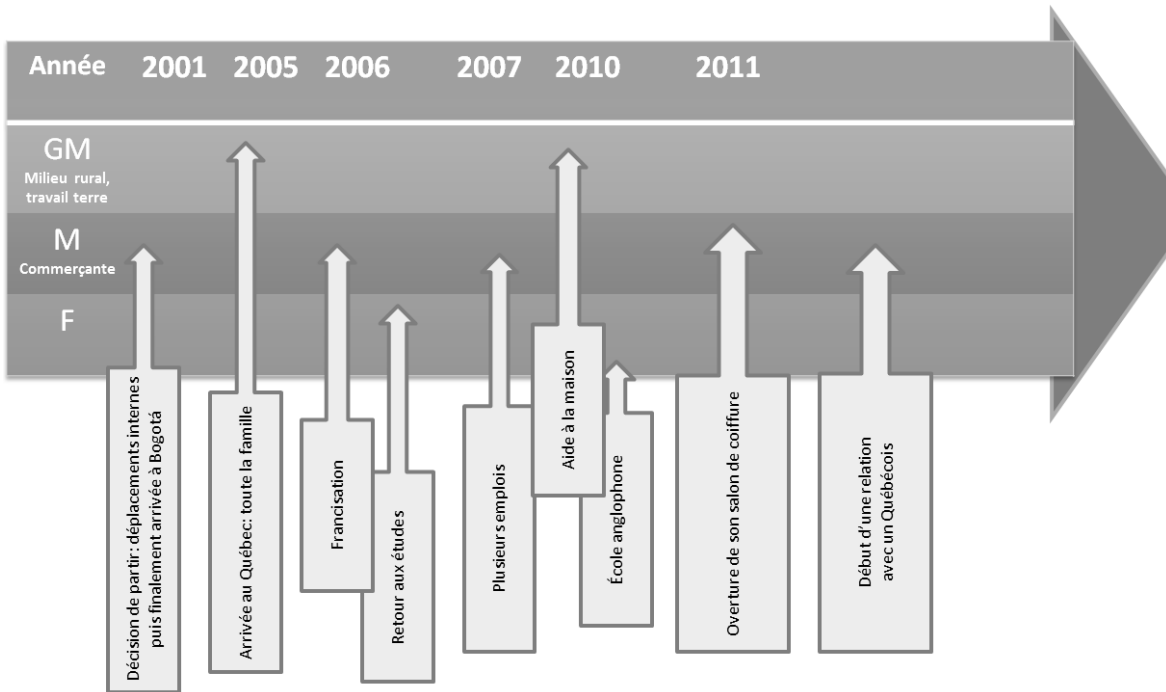 Année 2001 2005 2006 2007 2010 2011
GM
Milieu rural,
travail terre
M
Commerçante
F
Décision de partir: déplacements internes
puis finalement arrivée à Bogotá
Arrivée au Québec: toute la famille
Francisation
Retour aux études
Plusieurs emplois
Aide à la maison
École anglophone
Overture de son salon de coiffure
Début d'une relation
avec un Québécois